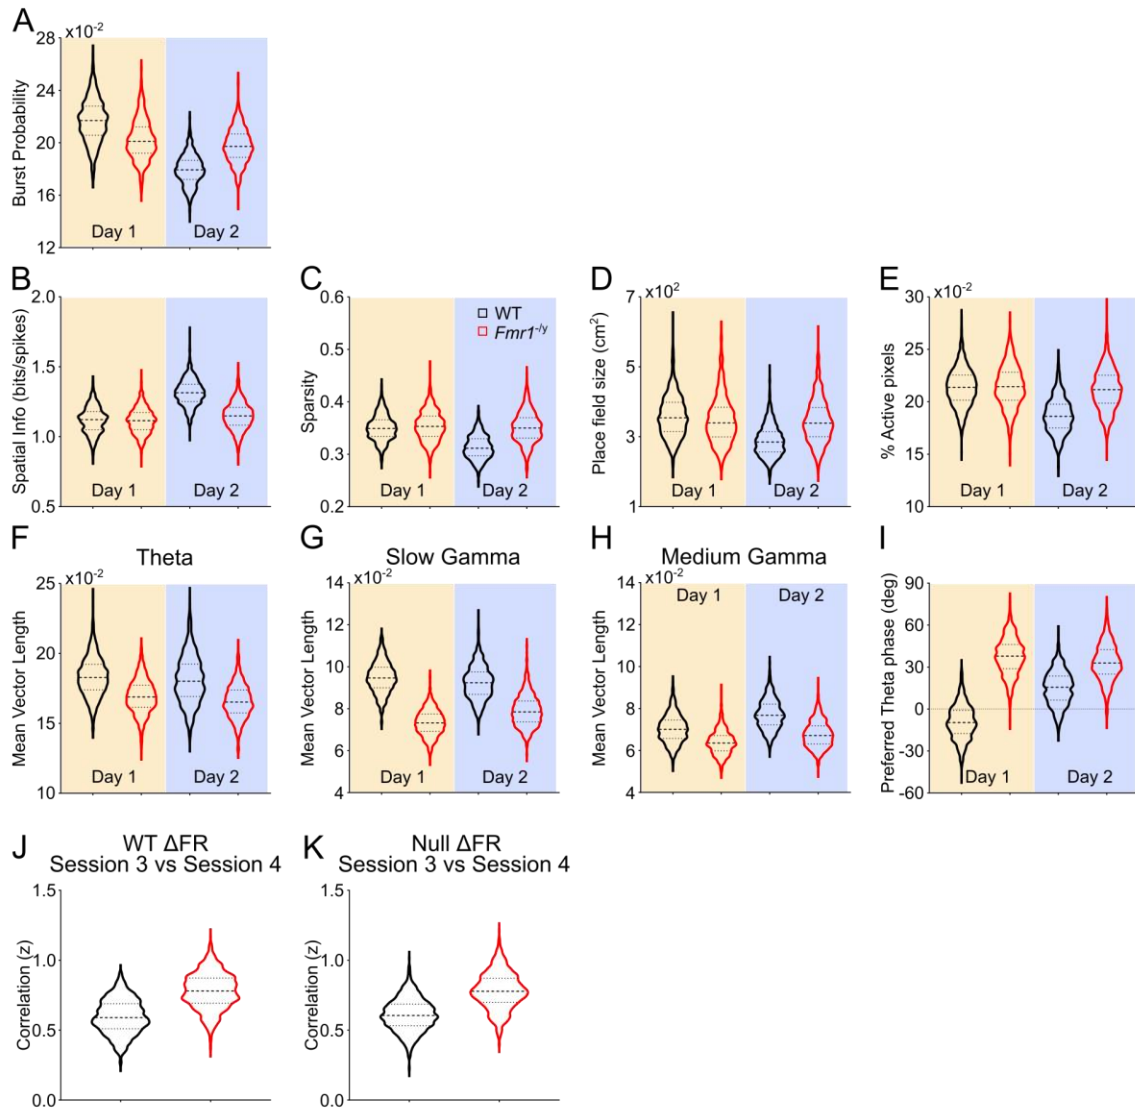 A
x10-2
28
24
20
16
12
Burst Probability
Day 1
Day 2
B
2.0
1.5
1.0
0.5
Spatial Info (bits/spikes)
Day 1
Day 2
C
0.6
0.5
0.4
0.3
0.2
Sparsity
WT
Fmr1-/y
Day 1
Day 2
D
x102
7
3
1
Place field size (cm2)
Day 1
Day 2
E
x10-2
30
25
20
15
10
% Active pixels
Day 1
Day 2
F
Theta
x10-2
25
20
15
10
Mean Vector Length
Day 1
Day 2
G
Slow Gamma
x10-2
14
12
10
8
6
4
Mean Vector Length
Day 1
Day 2
H
Medium Gamma
x10-2
14
12
10
8
6
4
Mean Vector Length
Day 1
Day 2
I
90
60
30
0
-30
-60
Preferred Theta phase (deg)
Day 1
Day 2
J
WT ΔFR
Session 3 vs Session 4
1.5
1.0
0.5
0.0
Correlation (z)
K
Null ΔFR
Session 3 vs Session 4
1.5
1.0
0.5
0.0
Correlation (z)